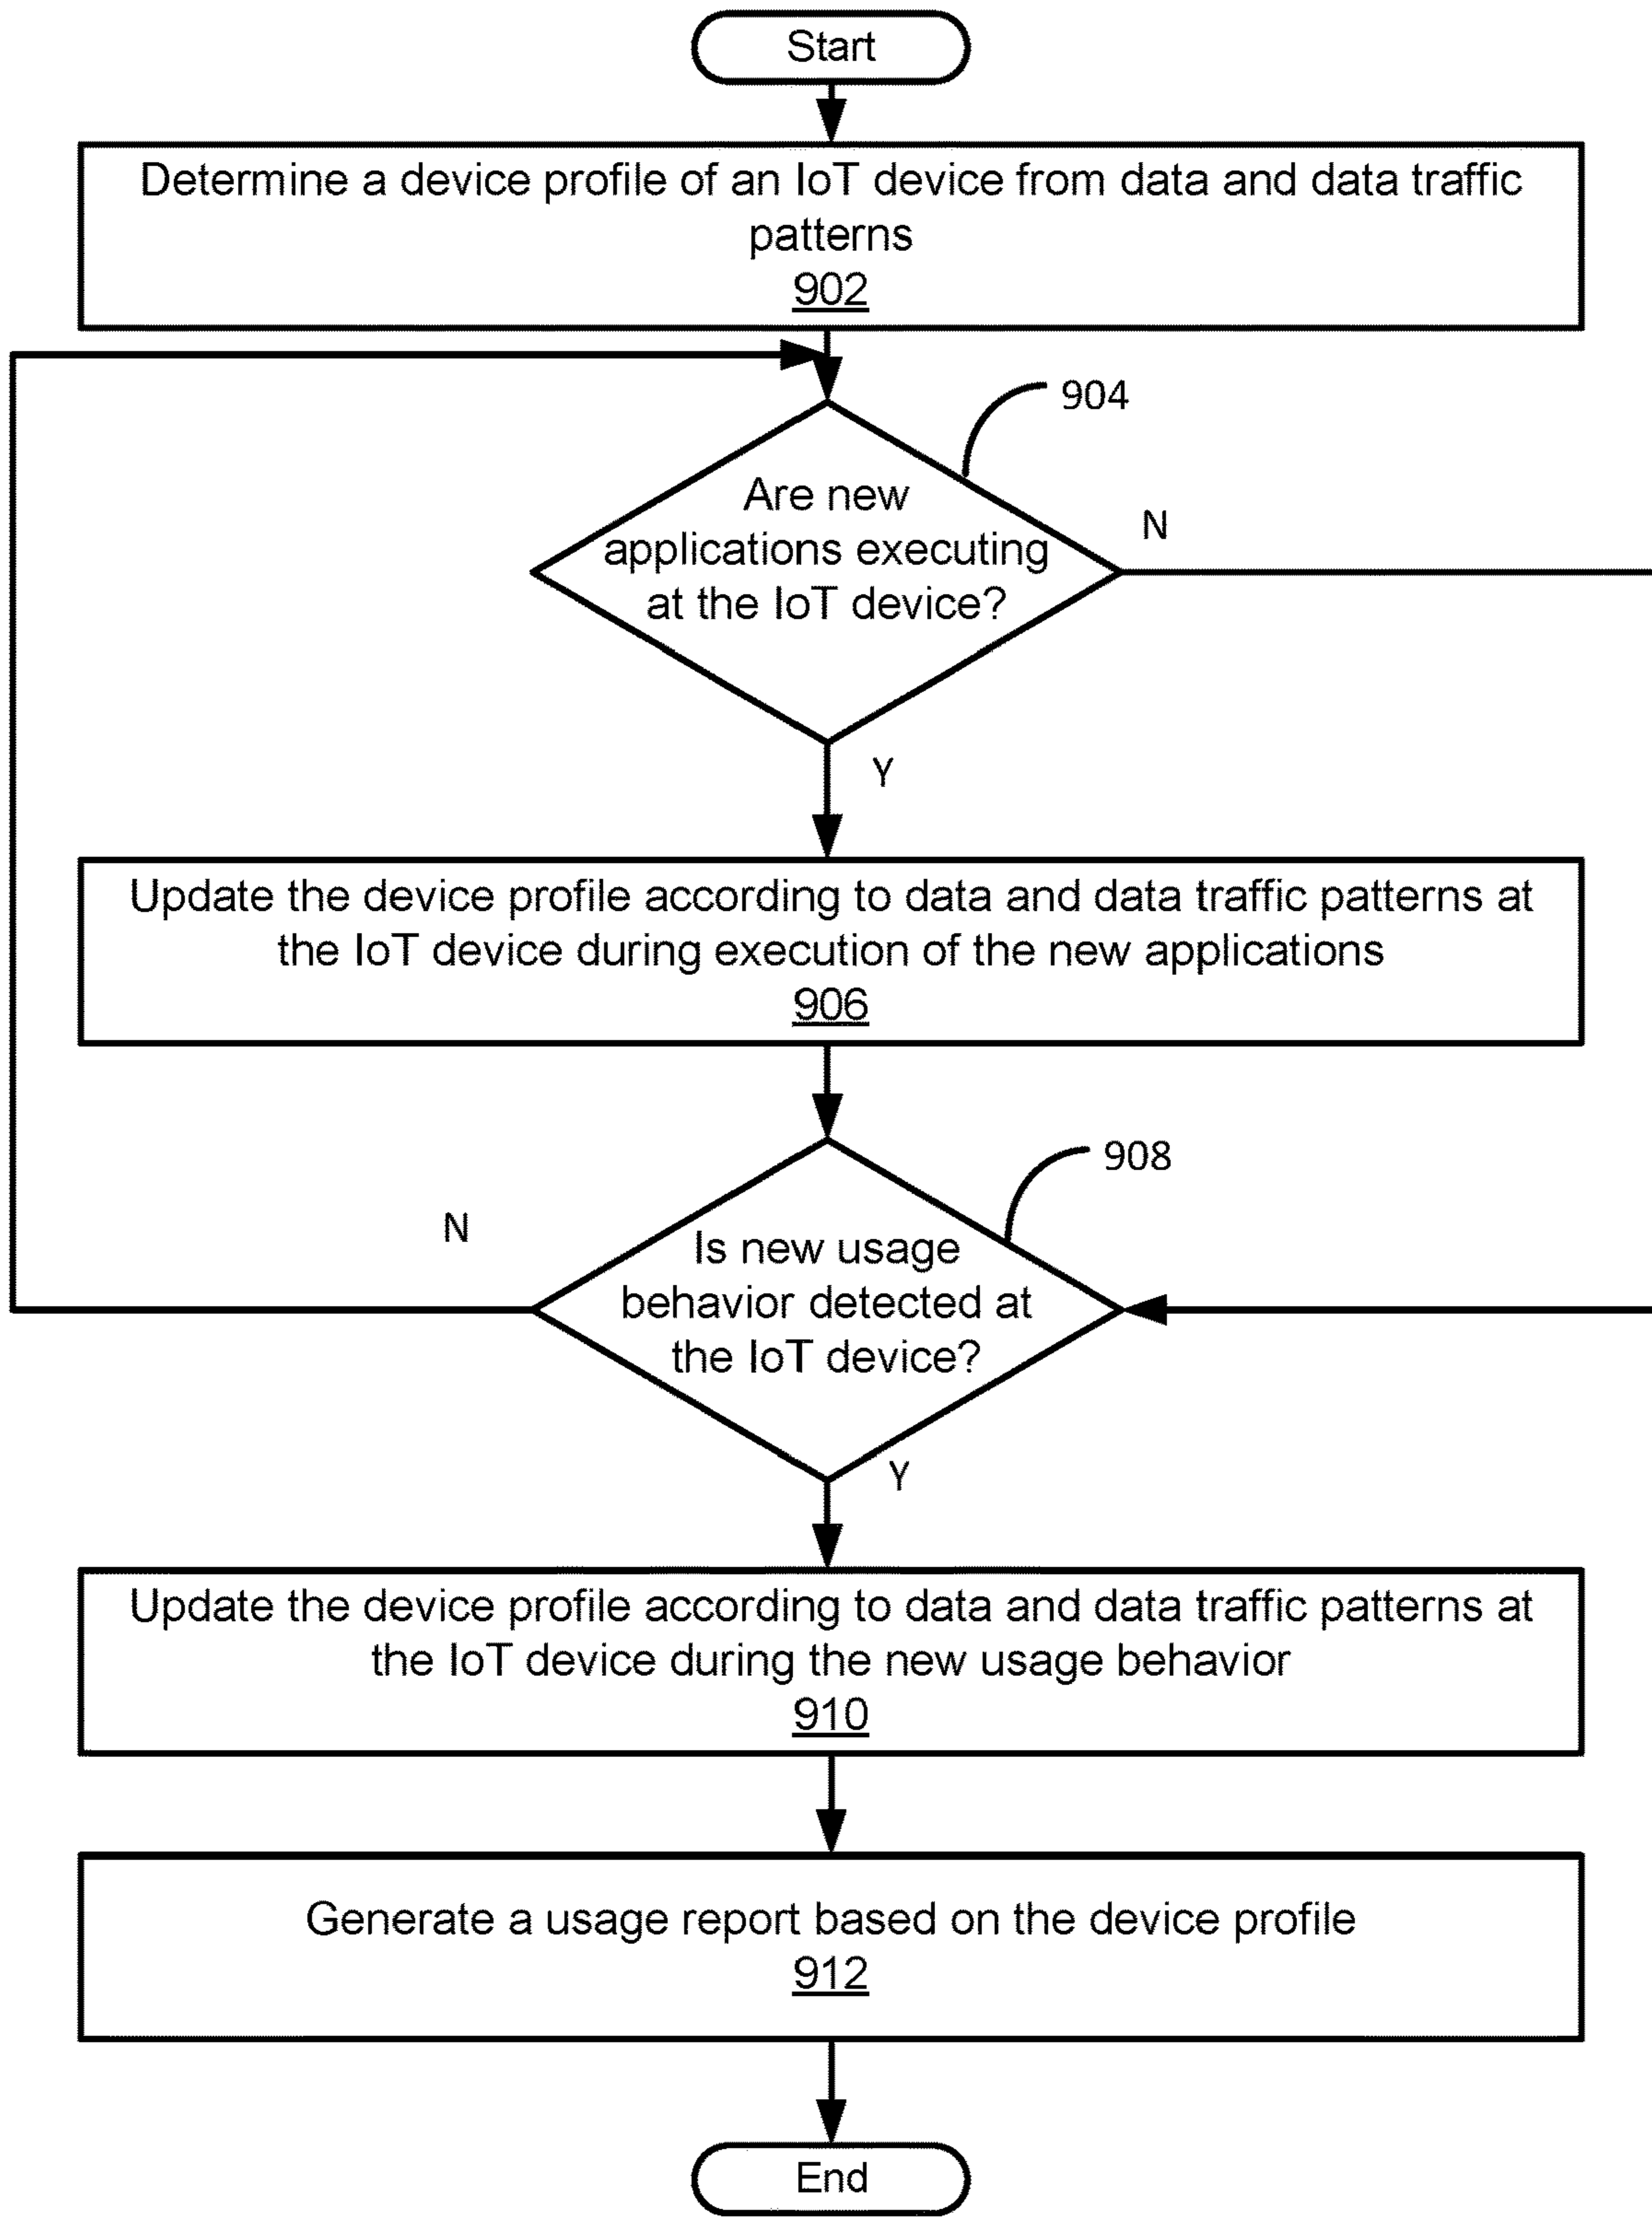 Start
Determine a device profile of an IoT device from data and data traffic
patterns
902
904
Are new
applications executing
at the IoT device?
N
Y
Update the device profile according to data and data traffic patterns at
the IoT device during execution of the new applications
906
908
N
Is new usage
behavior detected at
the IoT device?
Y
Update the device profile according to data and data traffic patterns at
the IoT device during the new usage behavior
910
Generate a usage report based on the device profile
912
End